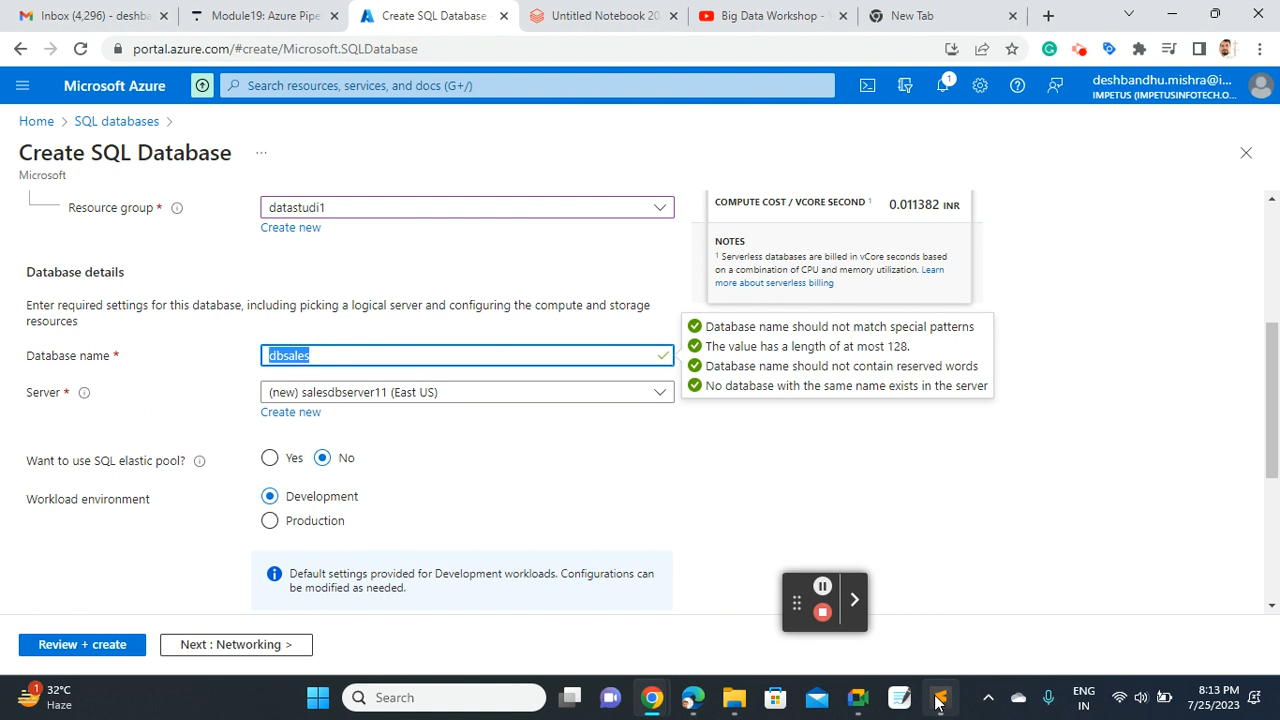 Inbox (4,296) - deshba
Module19: Azure Pipe
Create SQL Database
Untitled Notebook 20
Big Data Workshop -
New Tab
portal.azure.com/#create/Microsoft.SQLDatabase
Microsoft Azure
Search resources, services, and docs (G+/)
1
deshbandhu.mishra@i...
IMPETUS (IMPETUSINFOTECH.O...
Home > SQL databases >
Create SQL Database ...
Microsoft
Resource group *
datastudi1
Create new
COMPUTE COST / VCORE SECOND 1 0.011382 INR
NOTES
1 Serverless databases are billed in vCore seconds based
on a combination of CPU and memory utilization. Learn
more about serverless billing
Database details
Enter required settings for this database, including picking a logical server and configuring the compute and storage
resources
Database name *
dbsales
Database name should not match special patterns
The value has a length of at most 128.
Database name should not contain reserved words
No database with the same name exists in the server
Server *
(new) salesdbserver11 (East US)
Create new
Want to use SQL elastic pool?
Yes No
Workload environment
Development
Production
Default settings provided for Development workloads. Configurations can
be modified as needed.
Review + create
Next : Networking >
1
32°C
Haze
Search
ENG
IN
8:13 PM
7/25/2023